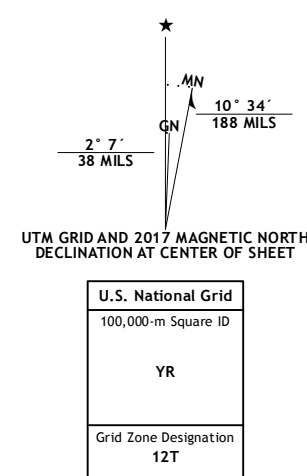 ★
MN
GN
10° 34´
188 MILS
2° 7´
38 MILS
UTM GRID AND 2017 MAGNETIC NORTH
DECLINATION AT CENTER OF SHEET
U.S. National Grid
100,000-m Square ID
YR
Grid Zone Designation
12T